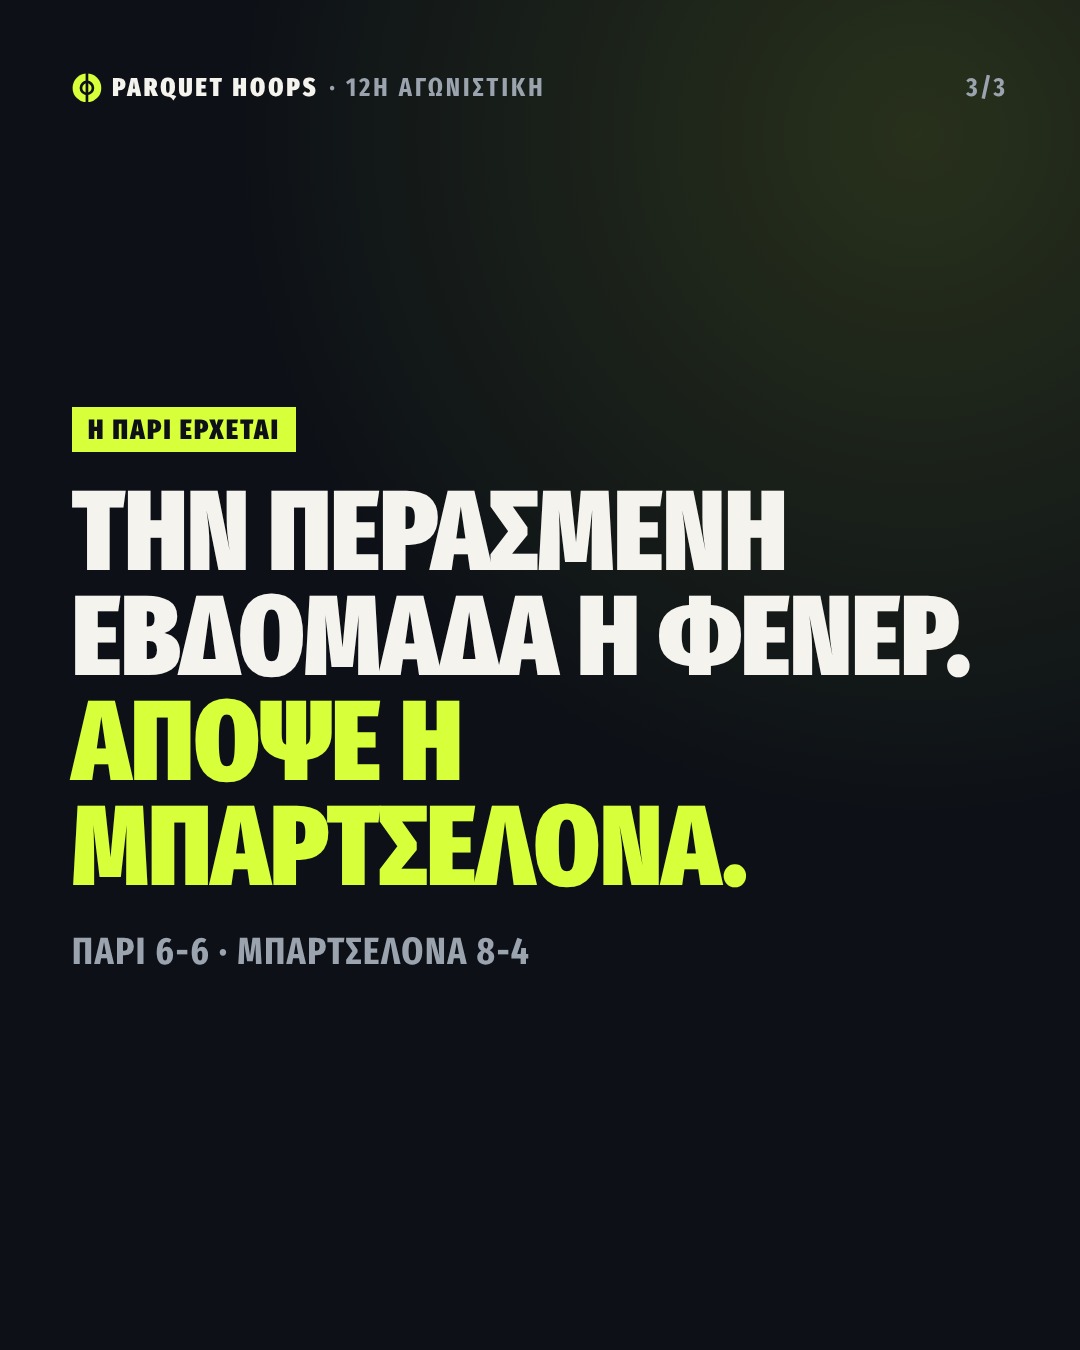 PARQUET HOOPS · 12Η ΑΓΩΝΙΣΤΙΚΗ
3/3
Η ΠΑΡΙ ΕΡΧΕΤΑΙ
ΤΗΝ ΠΕΡΑΣΜΕΝΗ
ΕΒΔΟΜΑΔΑ Η ΦΕΝΕΡ.
ΑΠΟΨΕ Η
ΜΠΑΡΤΣΕΛΟΝΑ.
ΠΑΡΙ 6-6 · ΜΠΑΡΤΣΕΛΟΝΑ 8-4